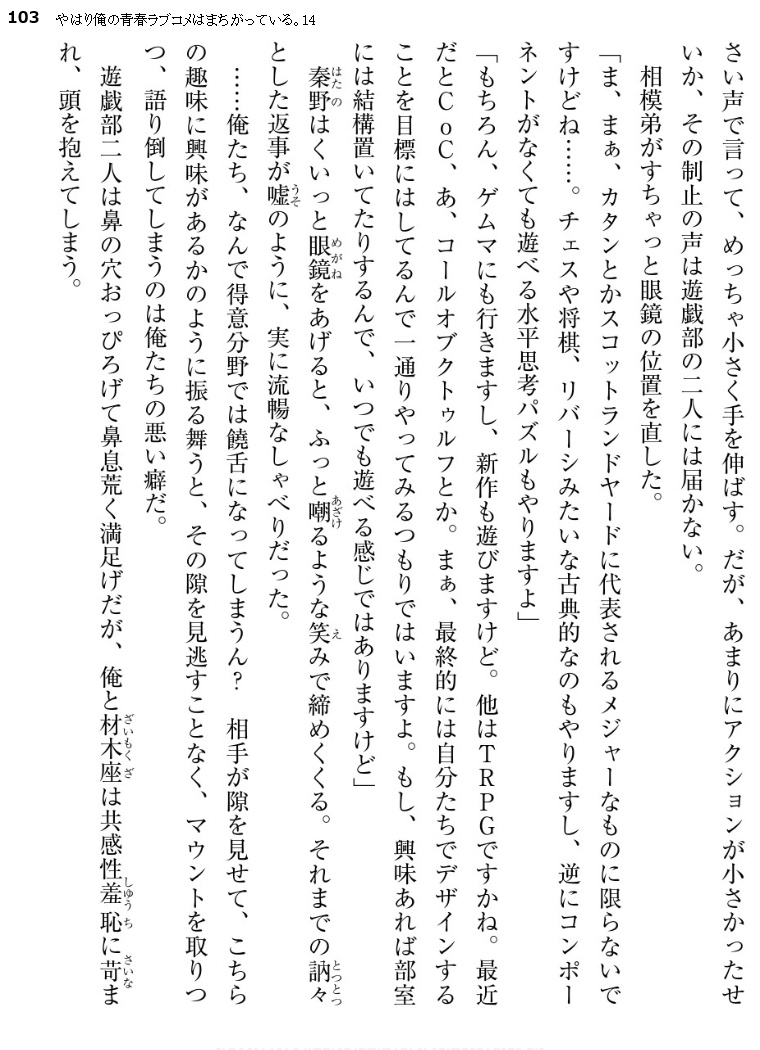 103 やはり俺の青春ラブコメはまちがっている。14
さい声で言って、めっちゃ小さく手を伸ばす。だが、あまりにアクションが小さかったせ
いか、その制止の声は遊戯部の二人には届かない。
相模弟がすちゃっと眼鏡の位置を直した。
「ま、まぁ、カタンとかスコットランドヤードに代表されるメジャーなものに限らないで
すけどね……。チェスや将棋、リバーシみたいな古典的なのもやりますし、逆にコンポー
ネントがなくても遊べる水平思考パズルもやりますよ」
「もちろん、ゲムマにも行きますし、新作も遊びますけど。他はTRPGですかね。最近
だとCoC、あ、コールオブクトゥルフとか。まぁ、最終的には自分たちでデザインする
ことを目標にはしてるんで一通りやってみるつもりではいますよ。もし、興味あれば部室
には結構置いてたりするんで、いつでも遊べる感じではありますけど」
秦野はくいっと眼鏡をあげると、ふっと嘲るような笑みで締めくくる。それまでの訥々
とした返事が嘘のように、実に流暢なしゃべりだった。
……俺たち、なんで得意分野では饒舌になってしまうん？　相手が隙を見せて、こちら
の趣味に興味があるかのように振る舞うと、その隙を見逃すことなく、マウントを取りつ
つ、語り倒してしまうのは俺たちの悪い癖だ。
遊戯部二人は鼻の穴おっぴろげて鼻息荒く満足げだが、俺と材木座は共感性羞恥に苛ま
れ、頭を抱えてしまう。